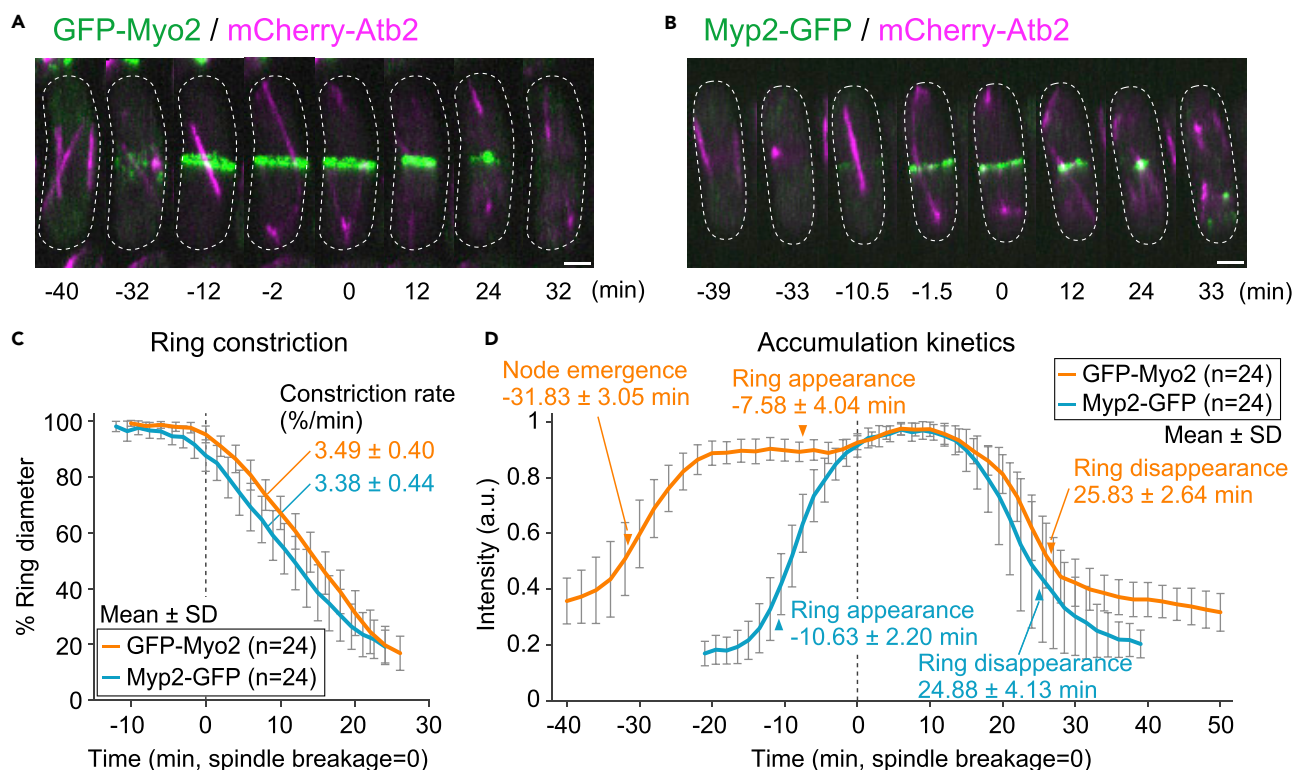 A
GFP-Myo2 / mCherry-Atb2
-40 -32 -12 -2 0 12 24 32 (min)
B
Myp2-GFP / mCherry-Atb2
-39 -33 -10.5 -1.5 0 12 24 33 (min)
C
Ring constriction
Constriction rate
(%/min)
3.49 ± 0.40
3.38 ± 0.44
% Ring diameter
100
80
60
40
20
0
Mean ± SD
GFP-Myo2 (n=24)
Myp2-GFP (n=24)
-10 0 10 20 30
Time (min, spindle breakage=0)
D
Accumulation kinetics
GFP-Myo2 (n=24)
Myp2-GFP (n=24)
Mean ± SD
Node emergence
-31.83 ± 3.05 min
Ring appearance
-7.58 ± 4.04 min
Ring disappearance
25.83 ± 2.64 min
Ring appearance
-10.63 ± 2.20 min
Ring disappearance
24.88 ± 4.13 min
Intensity (a.u.)
1
0.8
0.6
0.4
0.2
0
-40 -30 -20 -10 0 10 20 30 40 50
Time (min, spindle breakage=0)